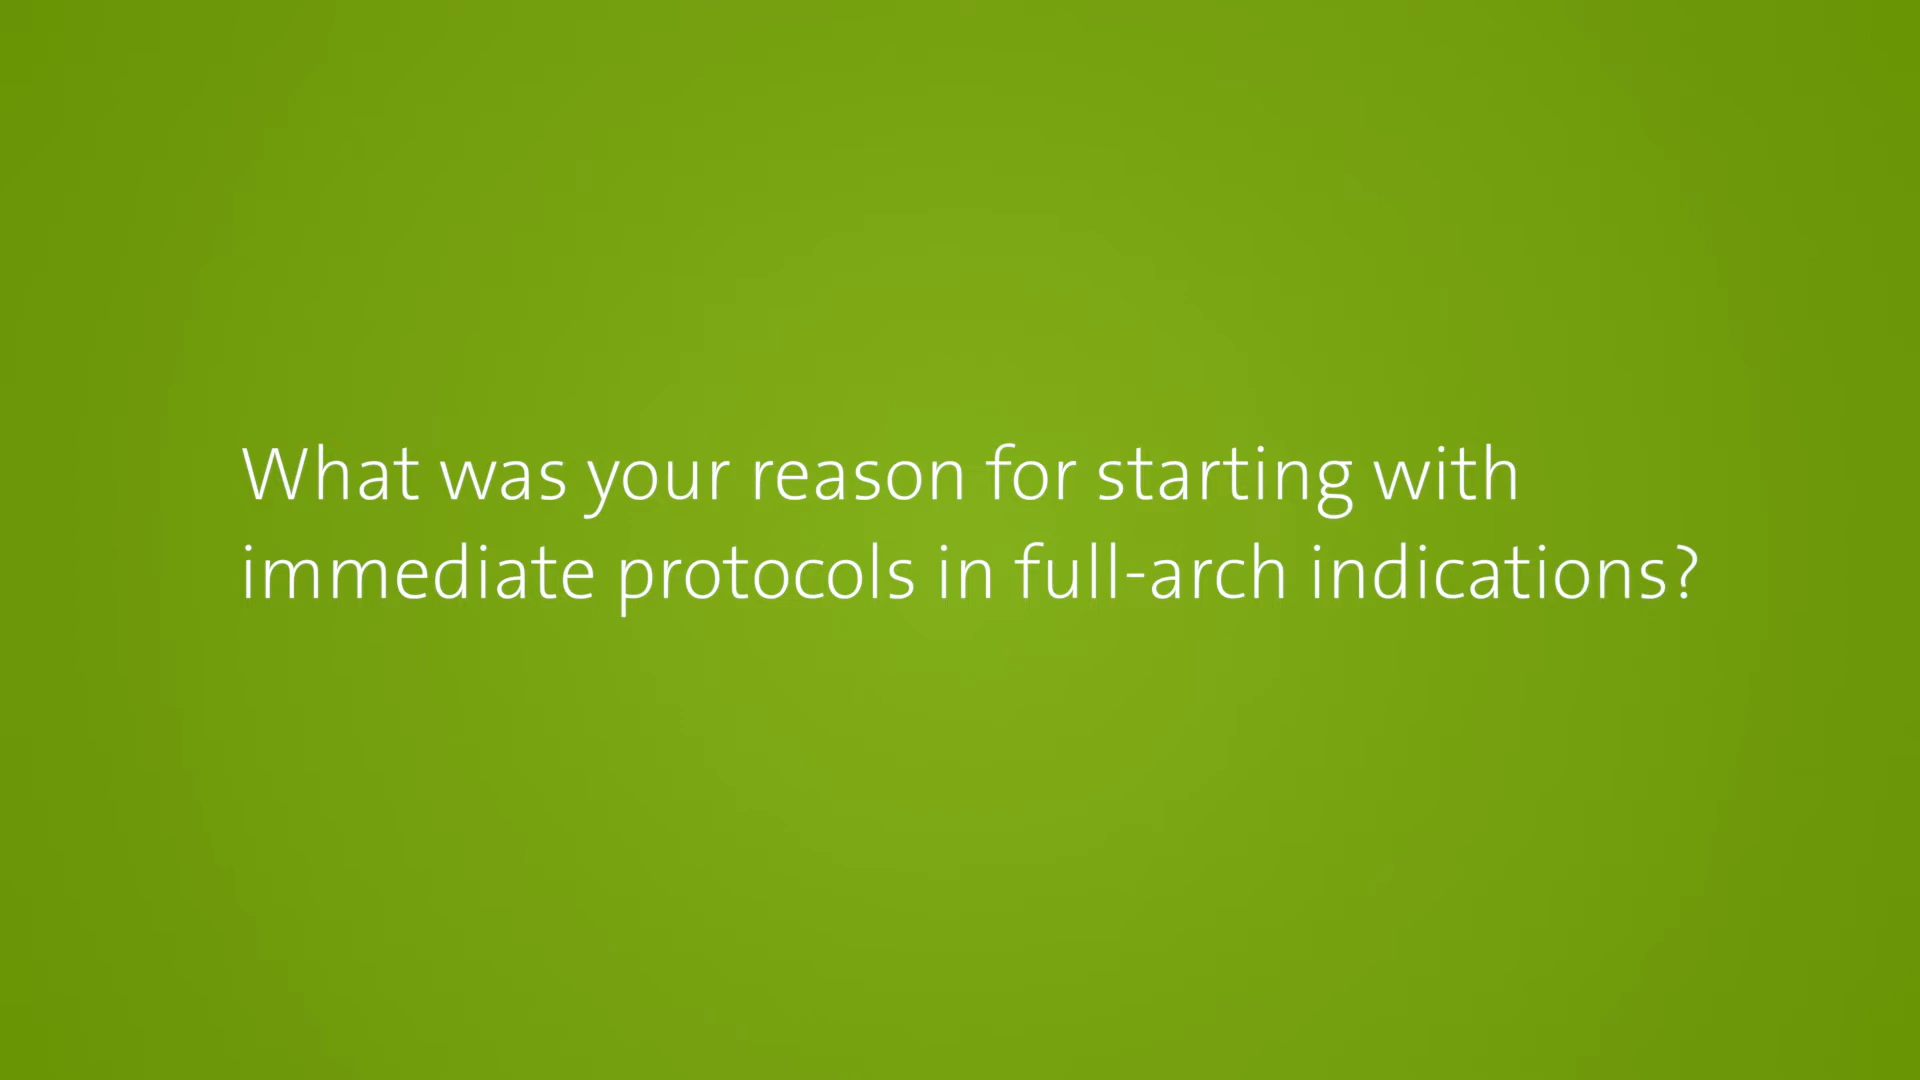 What was your reason for starting with
immediate protocols in full-arch indications?